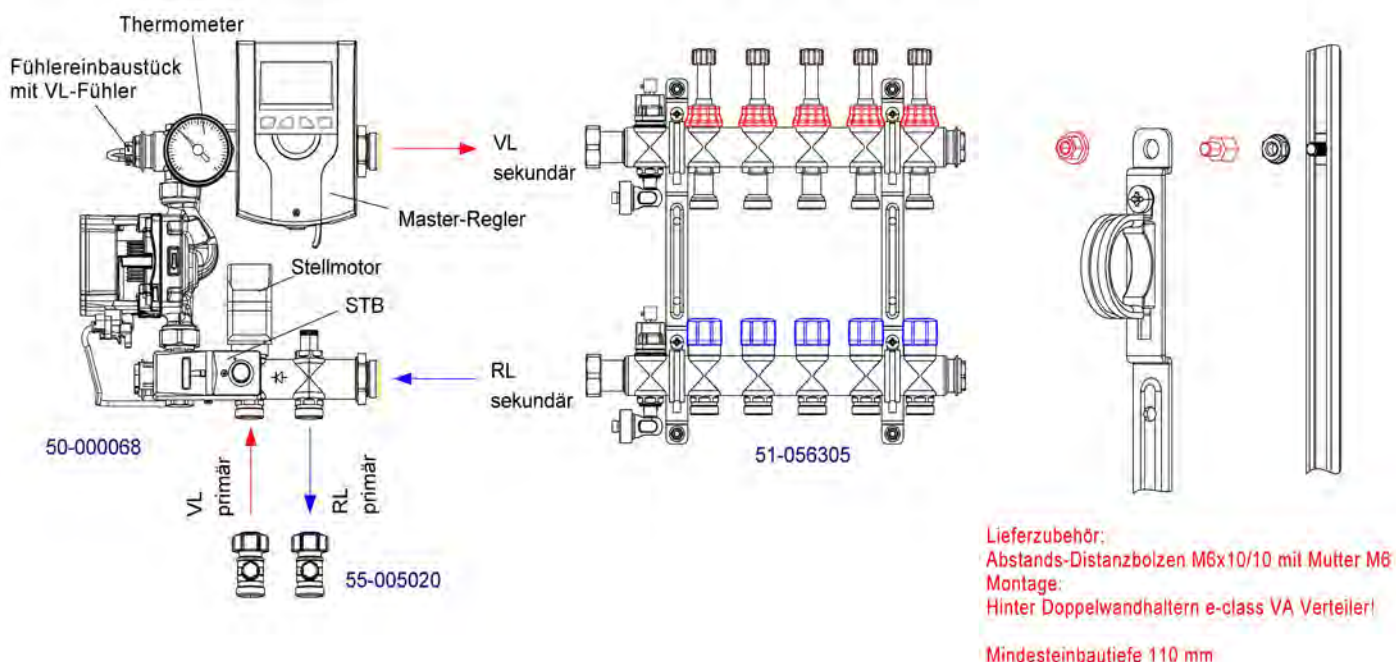 Thermometer
Fühlereinbaustück
mit VL-Fühler
VL
sekundär
Master-Regler
Stellmotor
STB
RL
sekundär
50-000068
51-056305
VL
primär
RL
primär
55-005020
Lieferzubehör:
Abstands-Distanzbolzen M6x10/10 mit Mutter M6
Montage:
Hinter Doppelwandhaltern e-class VA Verteiler!
Mindesteinbautiefe 110 mm